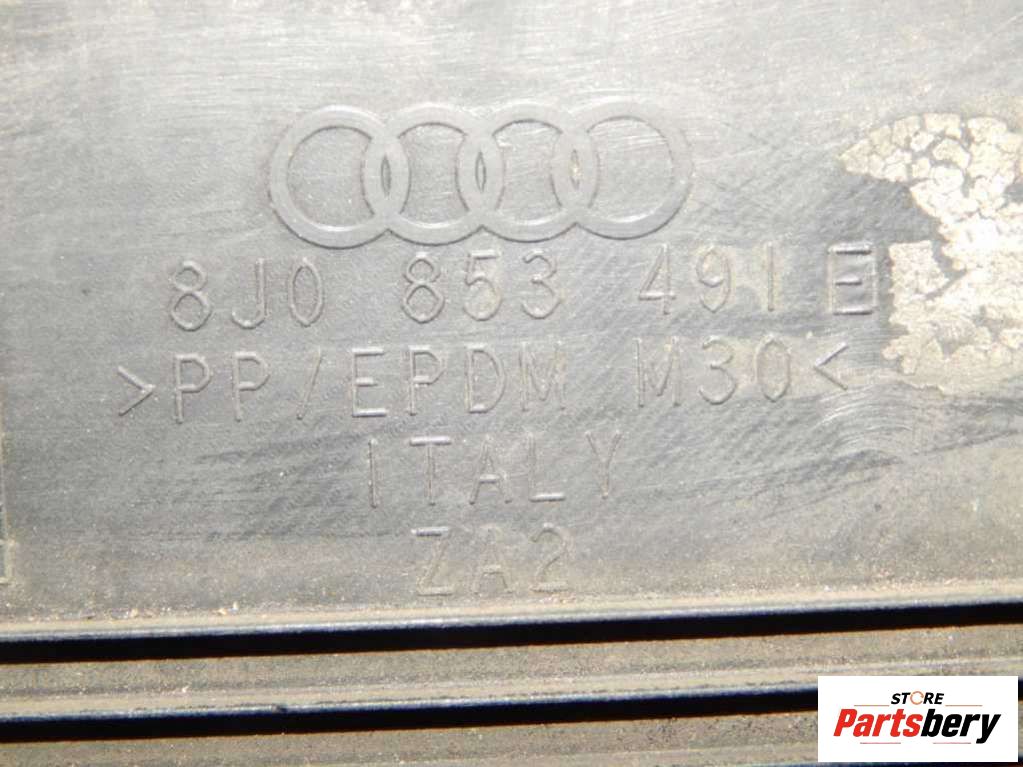 8J0 853 491 E
>PP/EPDM M30<
ITALY
ZA2
STORE
Partsbery